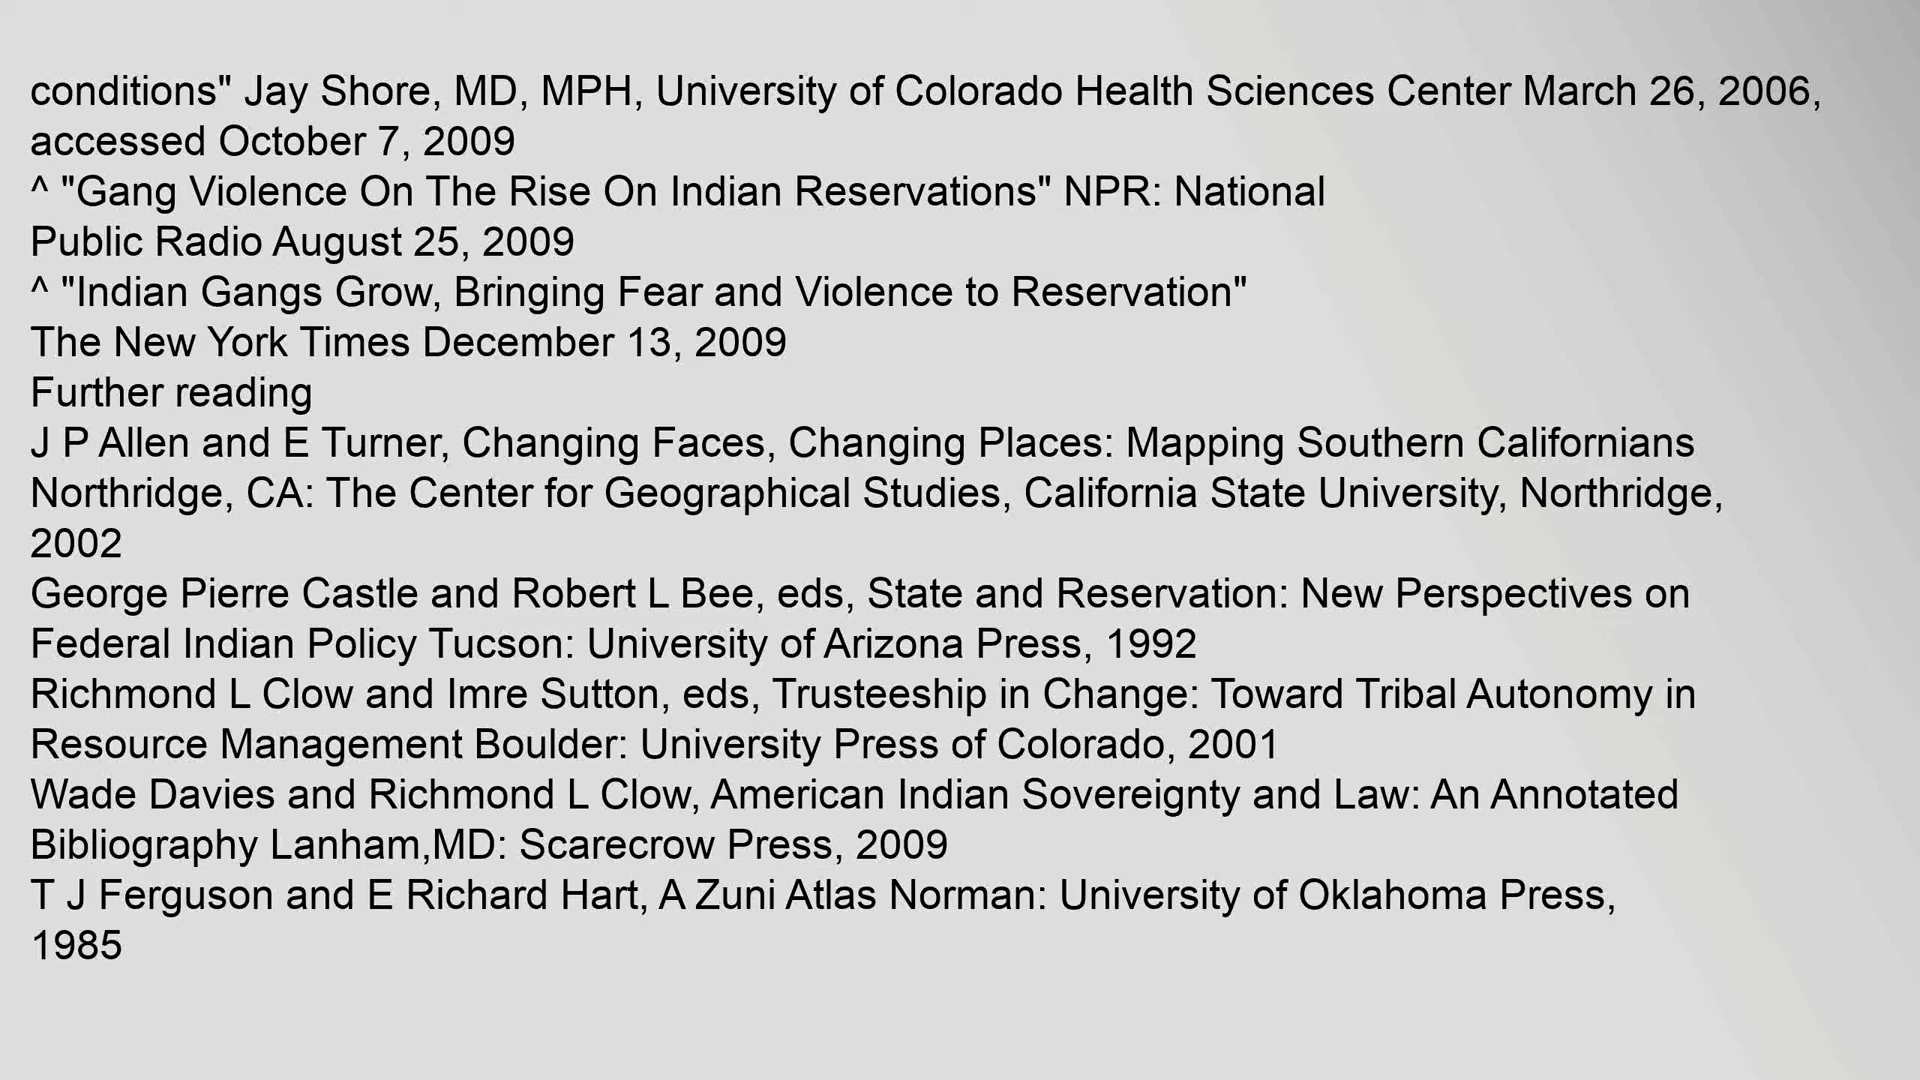 conditions" Jay Shore, MD, MPH, University of Colorado Health Sciences Center March 26, 2006,
accessed October 7, 2009
^ "Gang Violence On The Rise On Indian Reservations" NPR: National
Public Radio August 25, 2009
^ "Indian Gangs Grow, Bringing Fear and Violence to Reservation"
The New York Times December 13, 2009
Further reading
J P Allen and E Turner, Changing Faces, Changing Places: Mapping Southern Californians
Northridge, CA: The Center for Geographical Studies, California State University, Northridge,
2002
George Pierre Castle and Robert L Bee, eds, State and Reservation: New Perspectives on
Federal Indian Policy Tucson: University of Arizona Press, 1992
Richmond L Clow and Imre Sutton, eds, Trusteeship in Change: Toward Tribal Autonomy in
Resource Management Boulder: University Press of Colorado, 2001
Wade Davies and Richmond L Clow, American Indian Sovereignty and Law: An Annotated
Bibliography Lanham,MD: Scarecrow Press, 2009
T J Ferguson and E Richard Hart, A Zuni Atlas Norman: University of Oklahoma Press,
1985